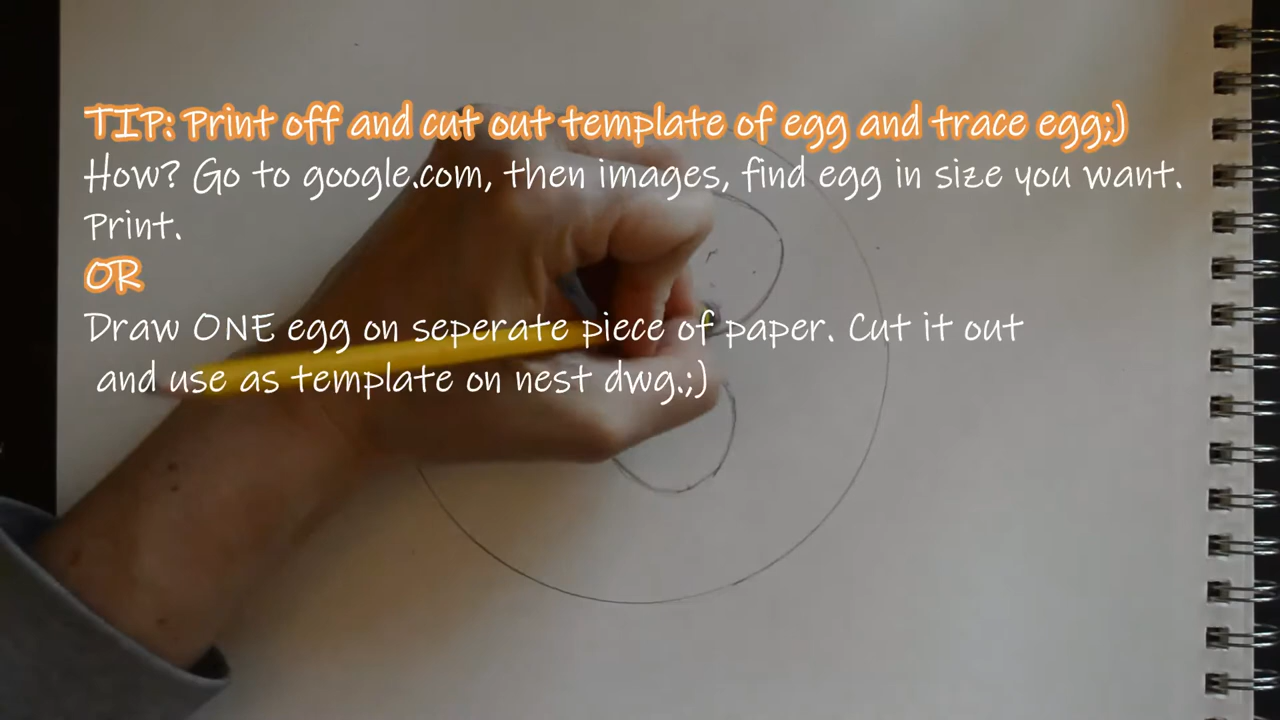 TIP: Print off and cut out template of egg and trace egg;)
How? Go to google.com, then images, find egg in size you want.
Print.
OR
Draw ONE egg on seperate piece of paper. Cut it out
and use as template on nest dwg.;)